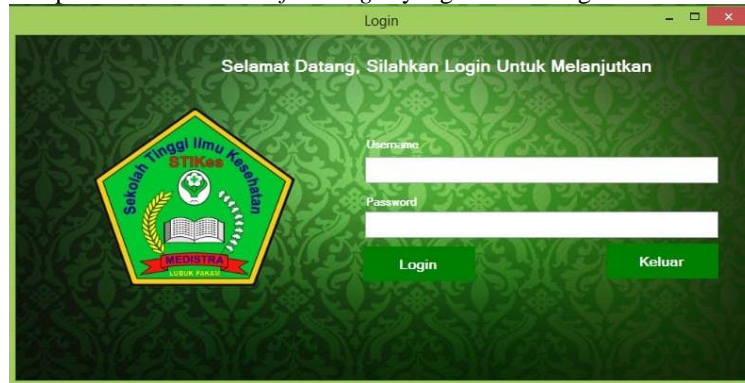 Login
Selamat Datang, Silahkan Login Untuk Melanjutkan
Sekolah Tinggi Ilmu Kesehatan
STIKes
MEDISTRA
LUBUK PAKAM
Username
Password
Login
Keluar